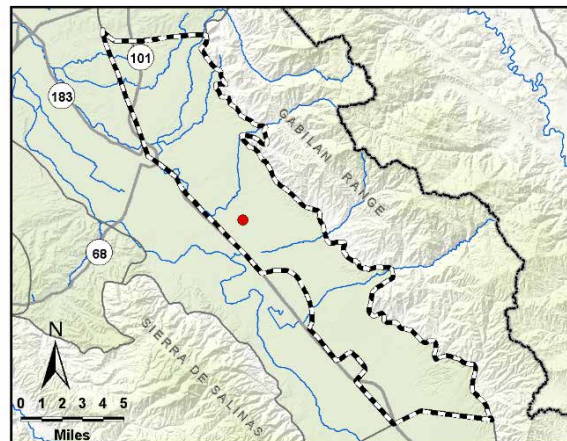 101
183
GABILAN RANGE
68
SIERRA DE SALINAS
N
0 1 2 3 4 5
Miles